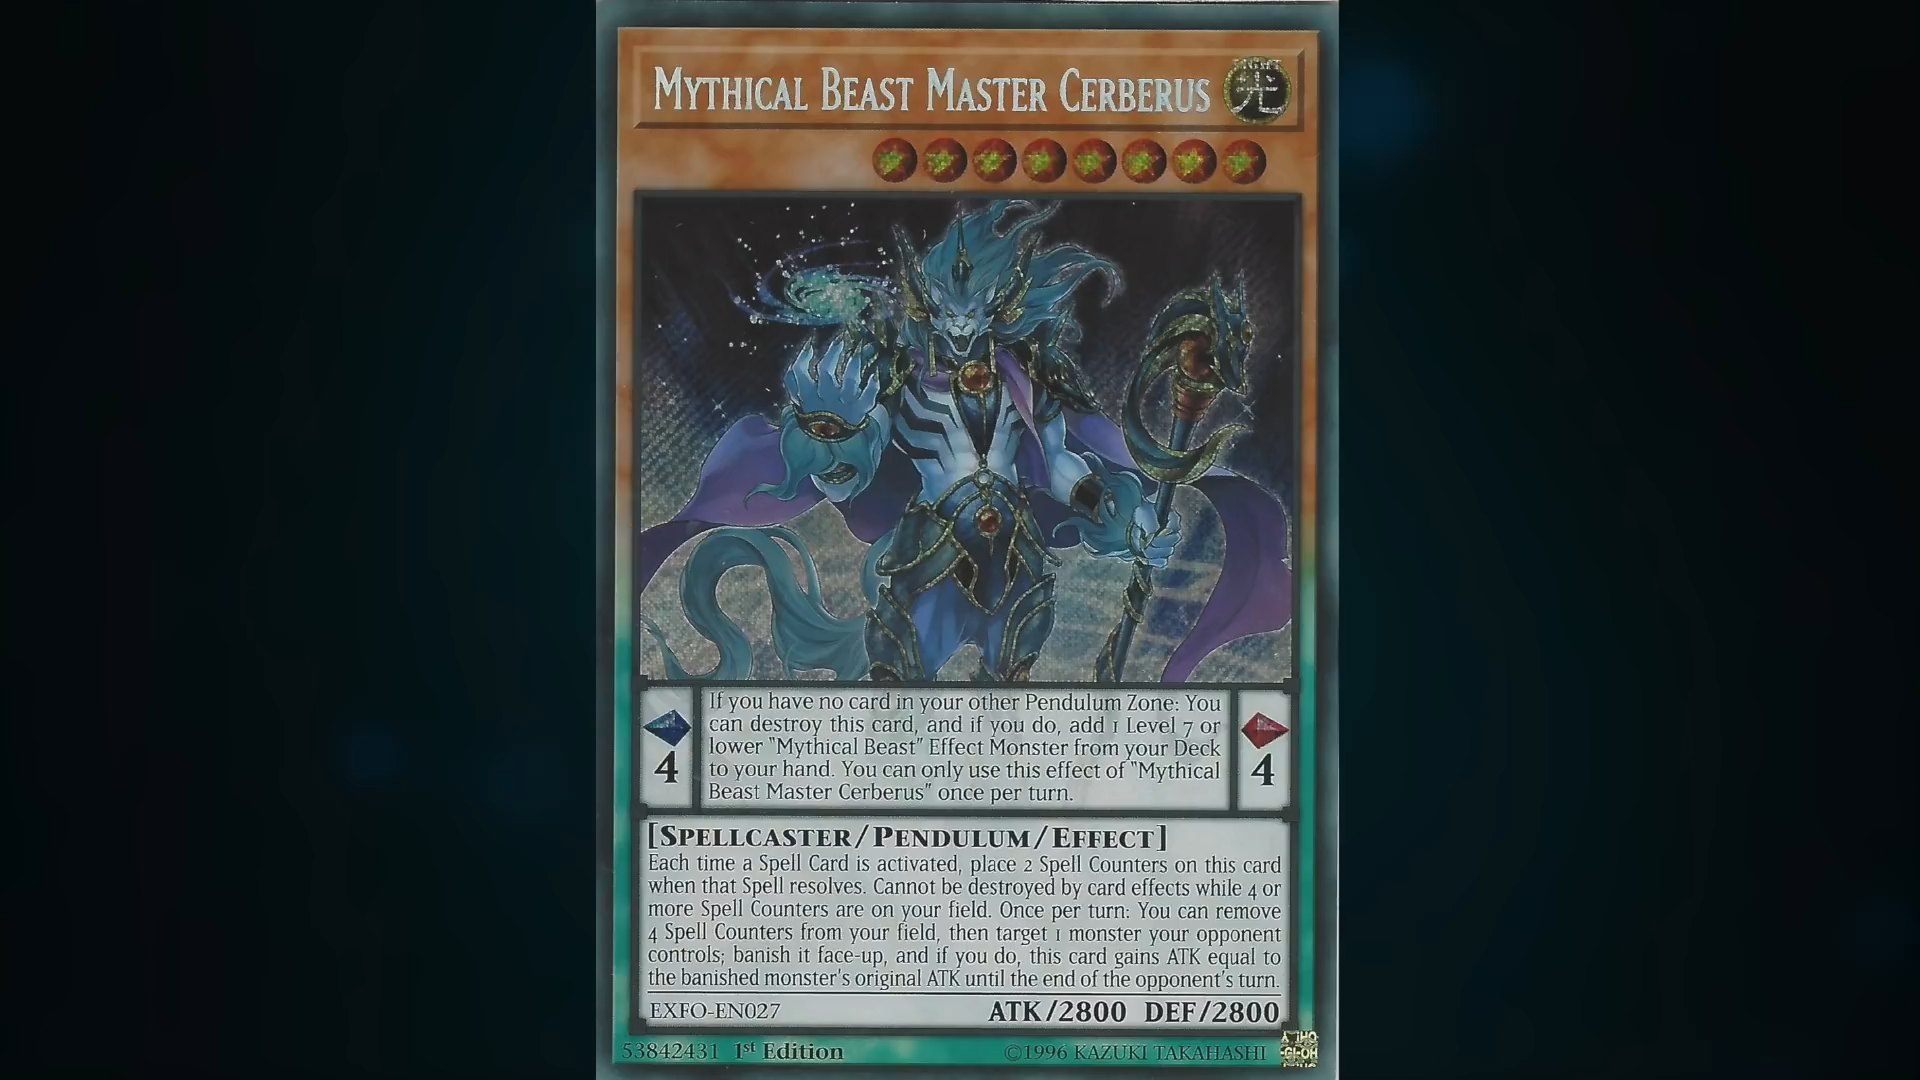 MYTHICAL BEAST MASTER CERBERUS
光
If you have no card in your other Pendulum Zone: You
can destroy this card, and if you do, add 1 Level 7 or
lower "Mythical Beast" Effect Monster from your Deck
to your hand. You can only use this effect of "Mythical
Beast Master Cerberus" once per turn.
4
4
[SPELLCASTER/PENDULUM/EFFECT]
Each time a Spell Card is activated, place 2 Spell Counters on this card
when that Spell resolves. Cannot be destroyed by card effects while 4 or
more Spell Counters are on your field. Once per turn: You can remove
4 Spell Counters from your field, then target 1 monster your opponent
controls; banish it face-up, and if you do, this card gains ATK equal to
the banished monster's original ATK until the end of the opponent's turn.
EXFO-EN027 ATK/2800 DEF/2800
53842431 1st Edition ©1996 KAZUKI TAKAHASHI